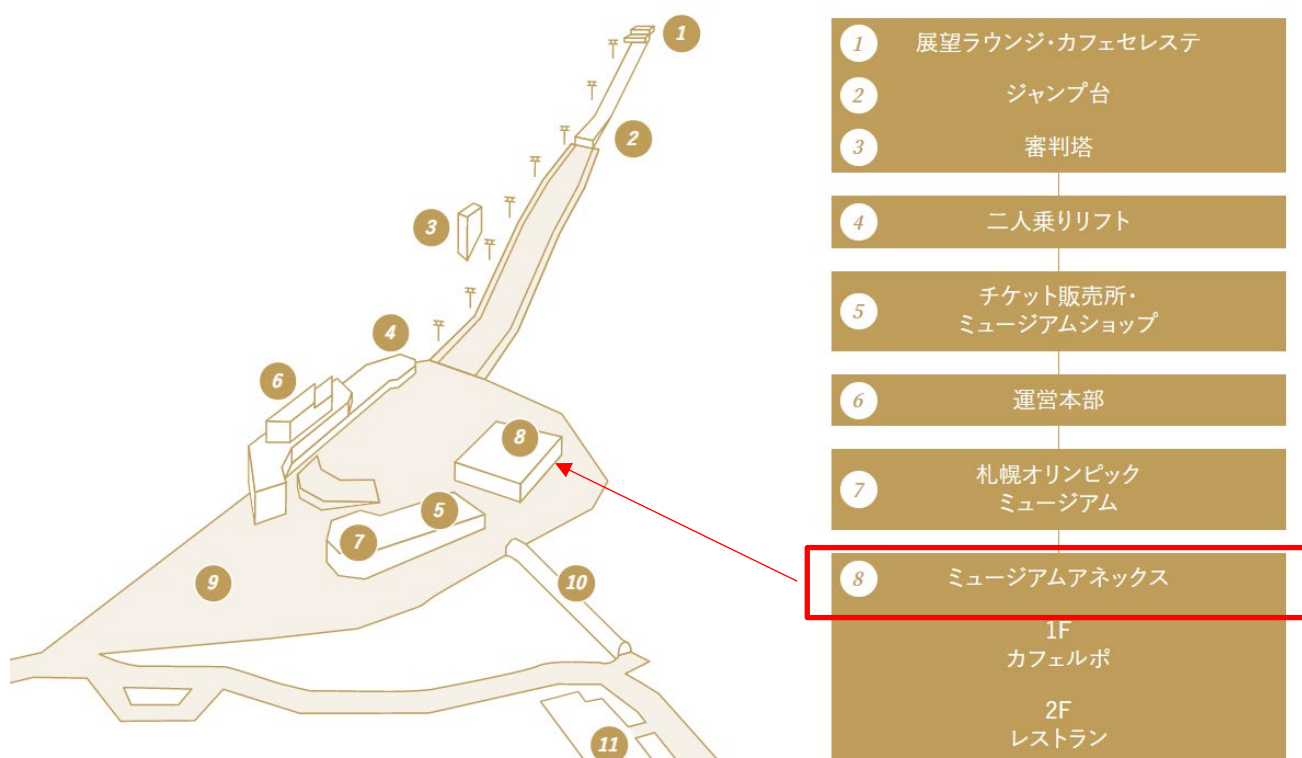 1
2
3
4
6
8
5
7
9
10
11
1 展望ラウンジ・カフェセレステ
2 ジャンプ台
3 審判塔
4 二人乗りリフト
5 チケット販売所・
ミュージアムショップ
6 運営本部
7 札幌オリンピック
ミュージアム
8 ミュージアムアネックス
1F
カフェルポ
2F
レストラン